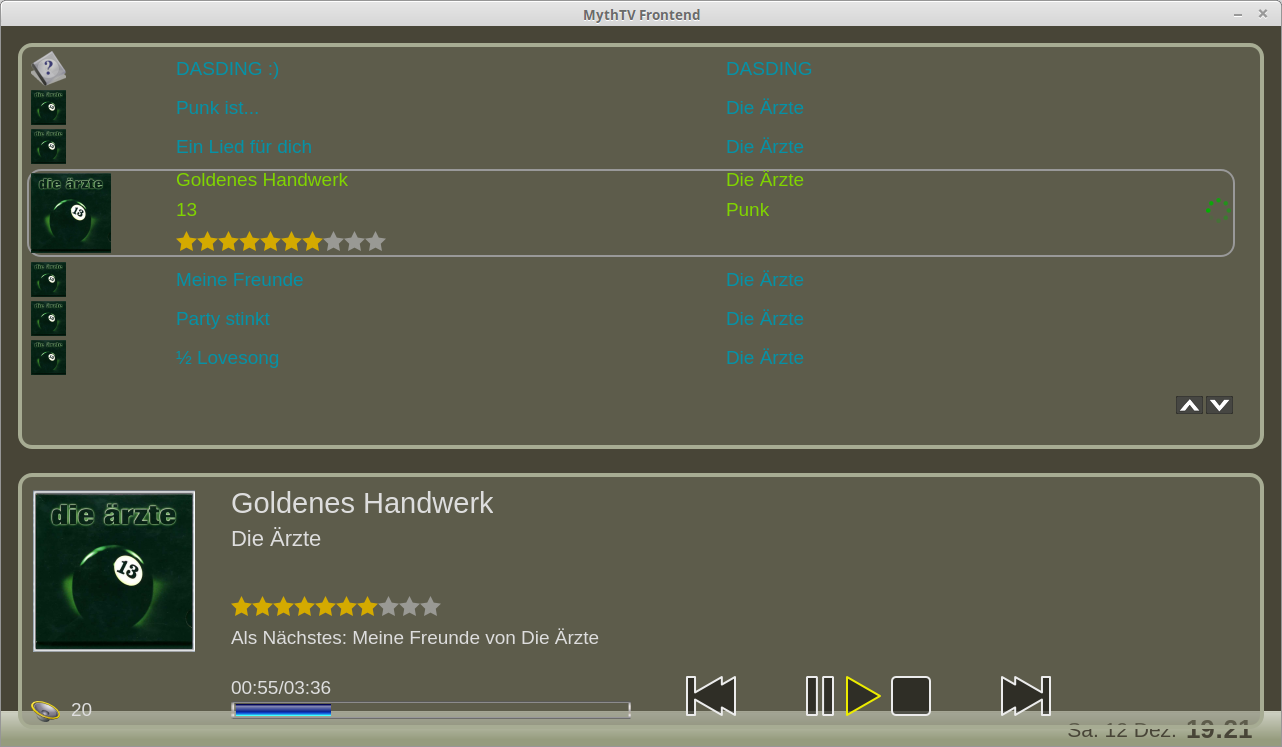 MythTV Frontend
DASDING :) DASDING
Punk ist... Die Ärzte
Ein Lied für dich Die Ärzte
die ärzte
13
Goldenes Handwerk Die Ärzte
13 Punk
Meine Freunde Die Ärzte
Party stinkt Die Ärzte
½ Lovesong Die Ärzte
die ärzte
13
Goldenes Handwerk
Die Ärzte
Als Nächstes: Meine Freunde von Die Ärzte
00:55/03:36
20
Sa. 12 Dez. 19:21